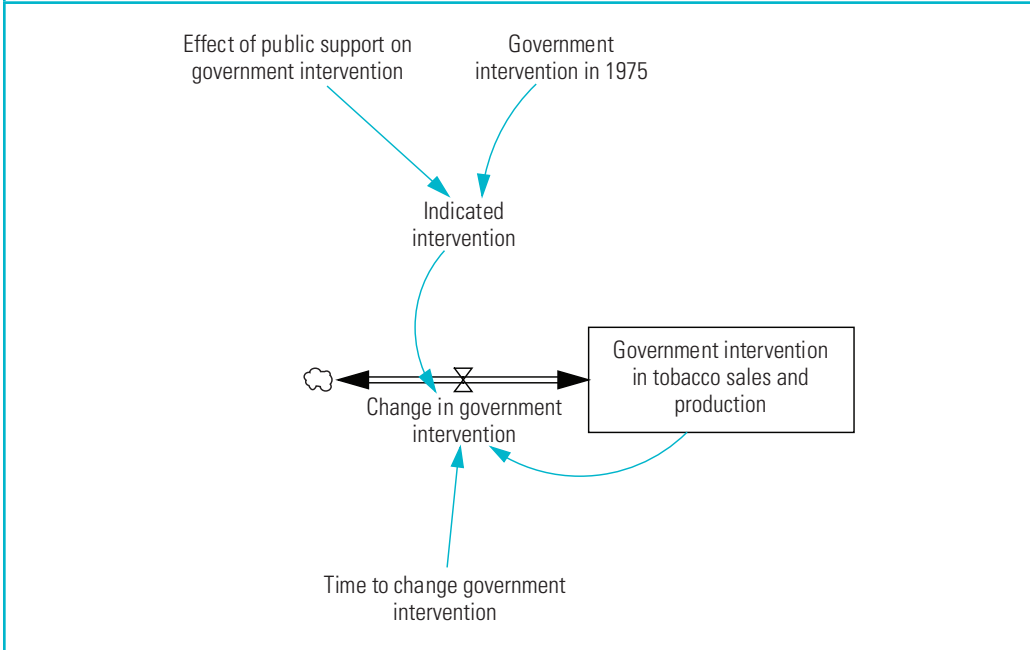 Effect of public support on
government intervention
Government
intervention in 1975
Indicated
intervention
Government intervention
in tobacco sales and
production
Change in government
intervention
Time to change government
intervention